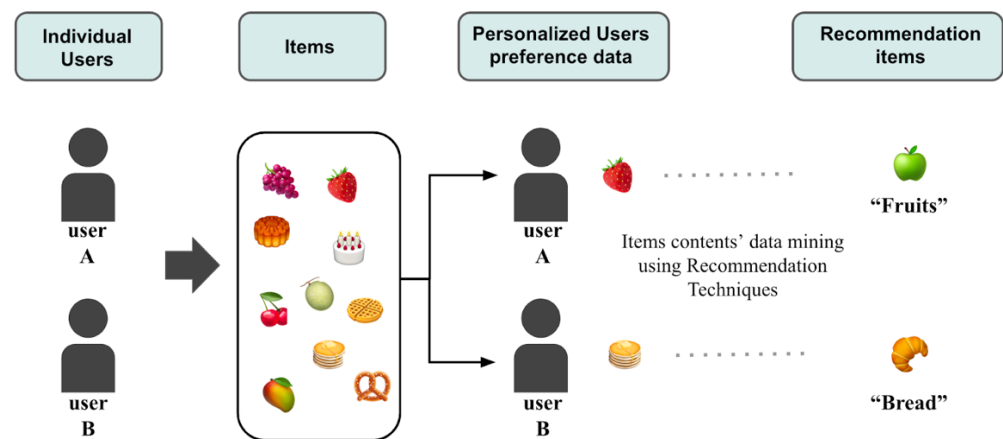 Individual
Users
Items
Personalized Users
preference data
Recommendation
items
user
A
user
B
user
A
Items contents’ data mining
using Recommendation
Techniques
user
B
“Fruits”
“Bread”